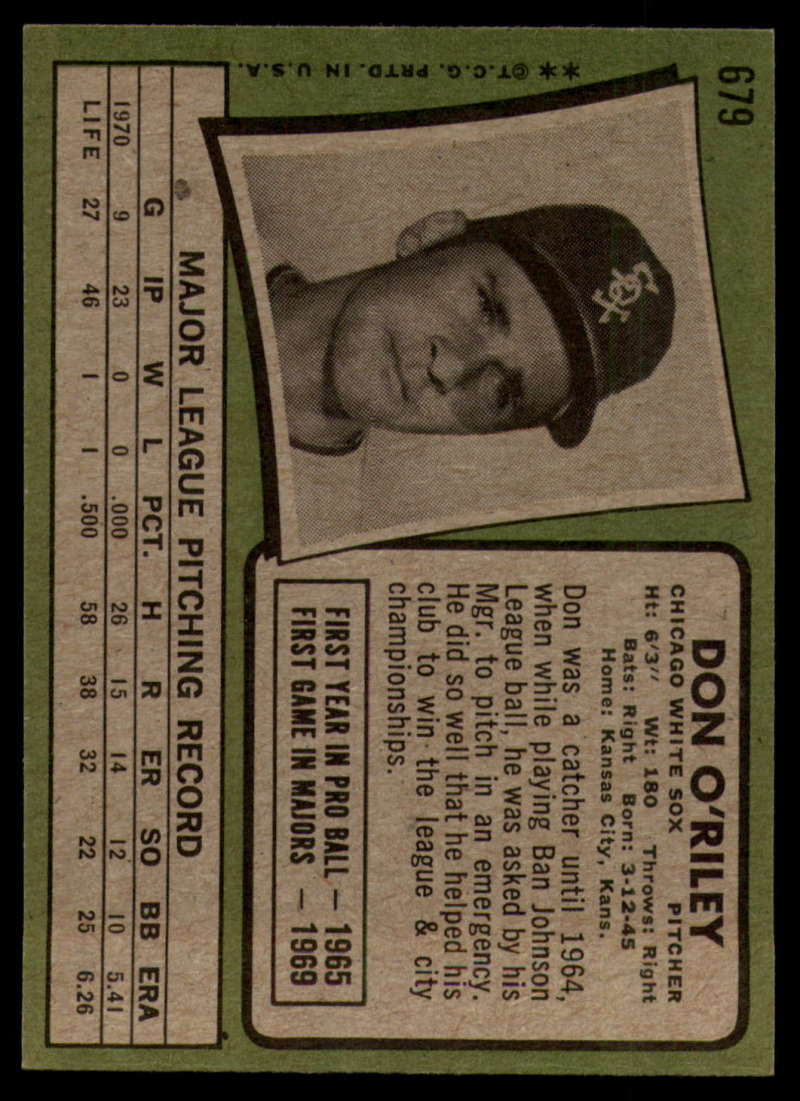 679
**©T.C.G. PRTD. IN U.S.A.
SOX
DON O'RILEY
CHICAGO WHITE SOX PITCHER
Ht: 6'3" Wt: 180 Throws: Right
Bats: Right Born: 3-12-45
Home: Kansas City, Kans.
Don was a catcher until 1964,
when while playing Ban Johnson
League ball, he was asked by his
Mgr. to pitch in an emergency.
He did so well that he helped his
club to win the league & city
championships.
FIRST YEAR IN PRO BALL — 1965
FIRST GAME IN MAJORS — 1969
MAJOR LEAGUE PITCHING RECORD
G IP W L PCT. H R ER SO BB ERA
1970 9 23 0 0 .000 26 15 14 12 10 5.41
LIFE 27 46 1 1 .500 58 38 32 22 25 6.26